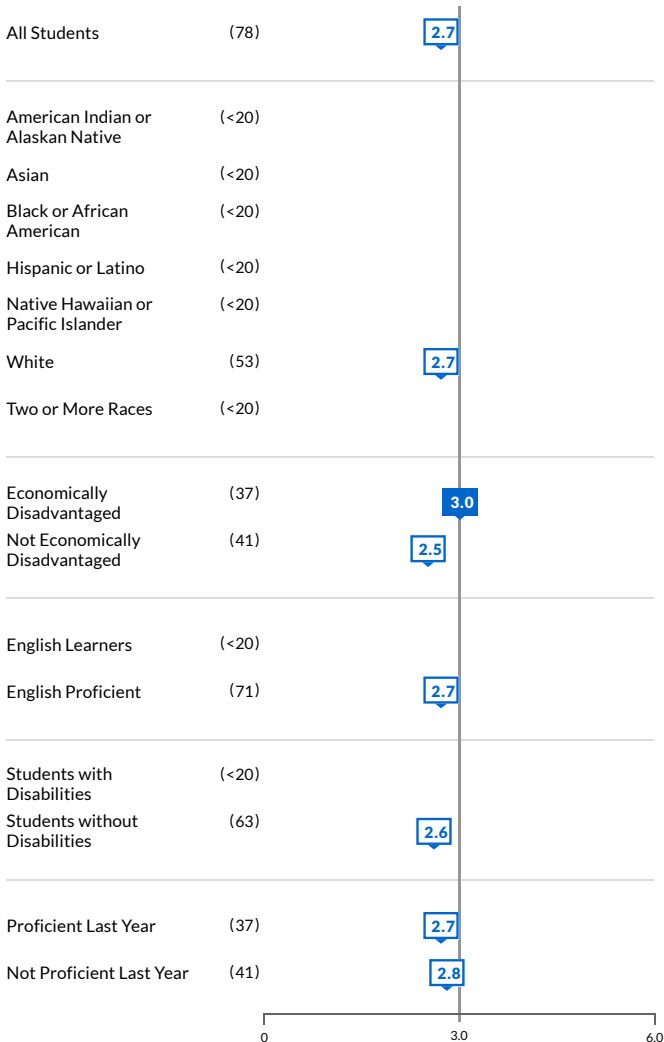 All Students (78) 2.7
American Indian or (<20)
Alaskan Native
Asian (<20)
Black or African (<20)
American
Hispanic or Latino (<20)
Native Hawaiian or (<20)
Pacific Islander
White (53) 2.7
Two or More Races (<20)
Economically (37) 3.0
Disadvantaged
Not Economically (41) 2.5
Disadvantaged
English Learners (<20)
English Proficient (71) 2.7
Students with (<20)
Disabilities
Students without (63) 2.6
Disabilities
Proficient Last Year (37) 2.7
Not Proficient Last Year (41) 2.8
0 3.0 6.0